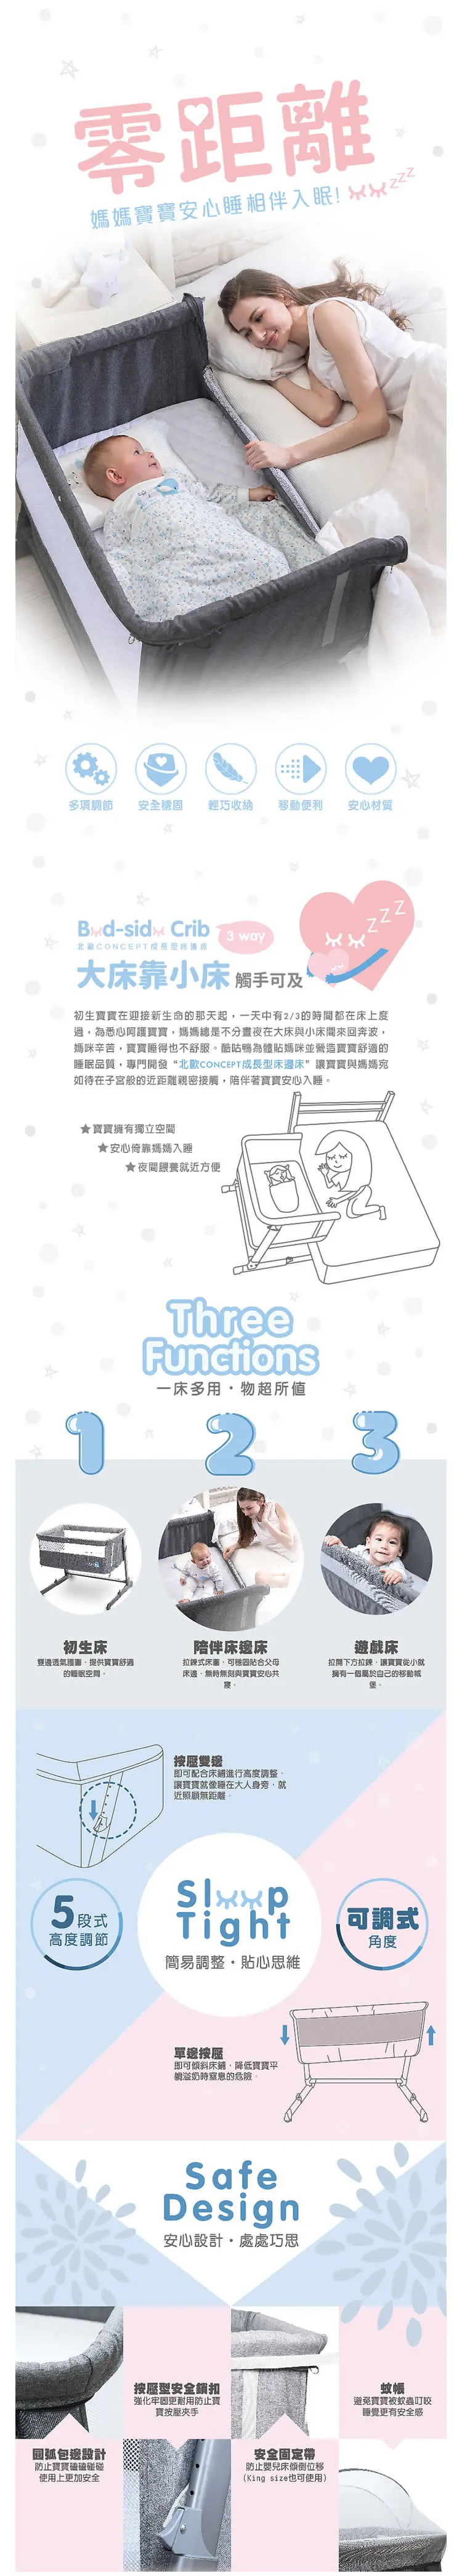 零距離
媽媽寶寶安心睡相伴入眠! zzz
多項調節
安全穩固
輕巧收納
移動便利
安心材質
zzz
Bed-side Crib
3 way
北歐CONCEPT成長型床邊床
大床靠小床 觸手可及
初生寶寶在迎接新生命的那天起，一天中有2/3的時間都在床上度
過，為悉心呵護寶寶，媽媽總是不分晝夜在大床與小床間來回奔波，
媽咪辛苦，寶寶睡得也不舒服。酷咕鴨為體貼媽咪並營造寶寶舒適的
睡眠品質，專門開發“北歐CONCEPT成長型床邊床”讓寶寶與媽媽宛
如待在子宮般的近距離親密接觸，陪伴著寶寶安心入睡。
★寶寶擁有獨立空間
★安心倚靠媽媽入睡
★夜間餵養就近方便
Three
Functions
一床多用・物超所值
1
2
3
初生床
雙邊透氣護圍，提供寶寶舒適
的睡眠空間。
陪伴床邊床
拉鍊式床圍，可穩固貼合父母
床邊，無時無刻與寶寶安心共
寢。
遊戲床
拉開下方拉鍊，讓寶寶從小就
擁有一個屬於自己的移動城
堡。
按壓雙邊
即可配合床鋪進行高度調整，
讓寶寶就像睡在大人身旁，就
近照顧無距離。
5段式
高度調節
Sleep
Tight
簡易調整・貼心思維
可調式
角度
單邊按壓
即可傾斜床鋪，降低寶寶平
躺溢奶時窒息的危險。
Safe
Design
安心設計・處處巧思
按壓型安全鎖扣
強化牢固更耐用防止寶
寶按壓夾手
蚊帳
避免寶寶被蚊蟲叮咬
睡覺更有安全感
圓弧包邊設計
防止寶寶磕磕碰碰
使用上更加安全
安全固定帶
防止嬰兒床傾倒位移
(King size也可使用)